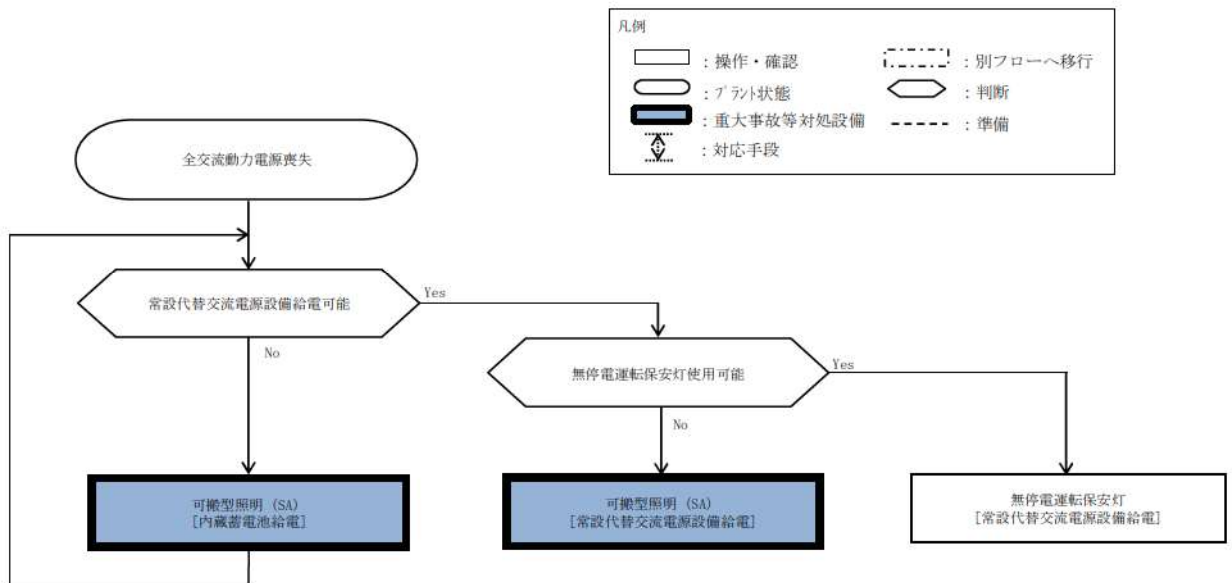 凡例
：操作・確認
：別フローへ移行
：プラント状態
：判断
：重大事故等対処設備
：準備
：対応手段
全交流動力電源喪失
常設代替交流電源設備給電可能
Yes
No
無停電運転保安灯使用可能
Yes
No
可搬型照明（SA）
［内蔵蓄電池給電］
可搬型照明（SA）
［常設代替交流電源設備給電］
無停電運転保安灯
［常設代替交流電源設備給電］